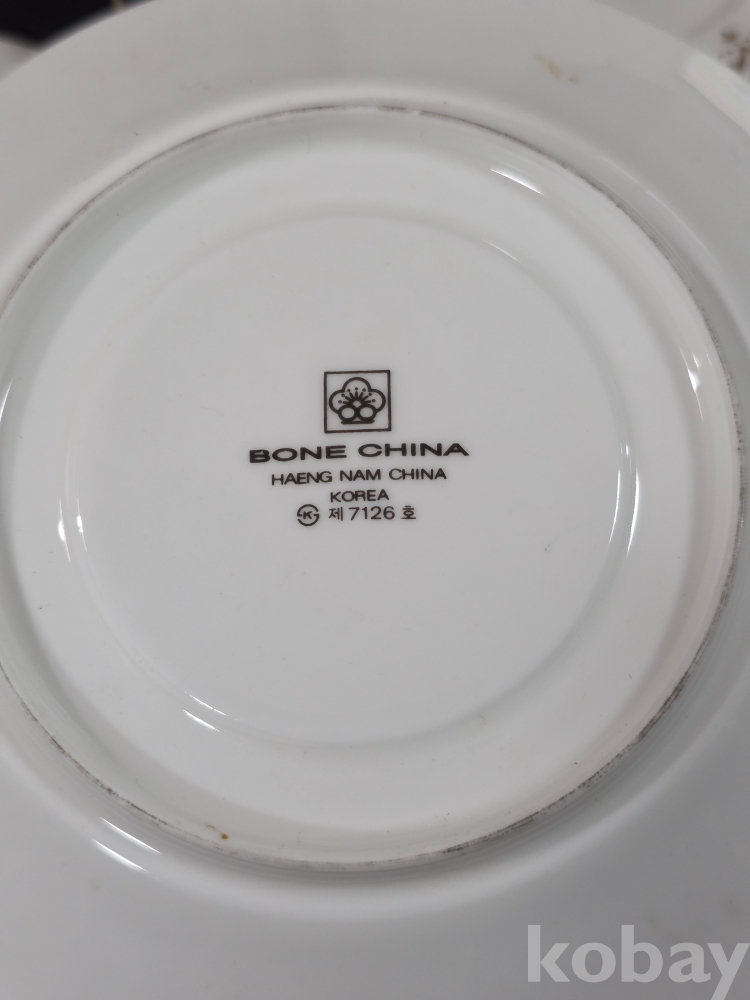 BONE CHINA
HAENG NAM CHINA
KOREA
K 제 7126 호
kobay